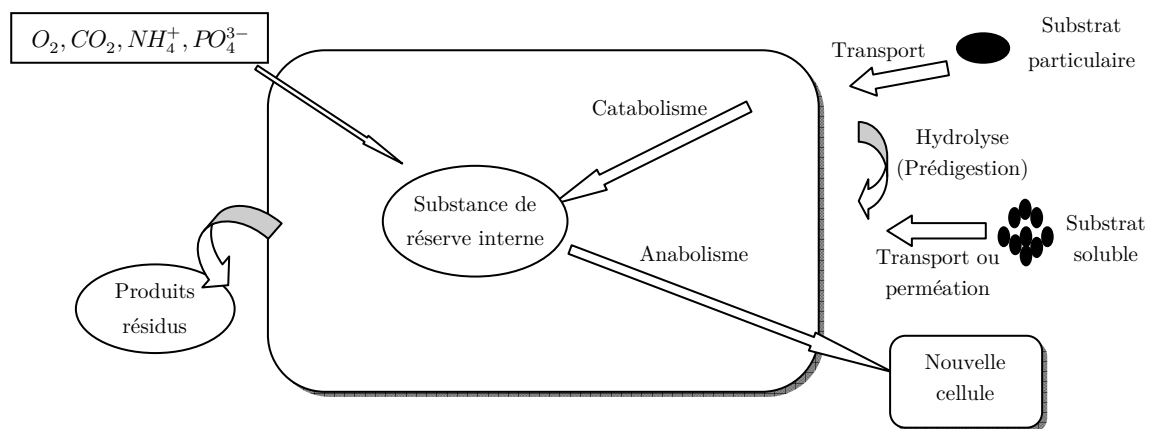 O₂, CO₂, NH₄⁺, PO₄³⁻
Transport
Substrat
particulaire
Catabolisme
Hydrolyse
(Prédigestion)
Substance de
réserve interne
Anabolisme
Substrat
soluble
Transport ou
perméation
Produits
résidus
Nouvelle
cellule